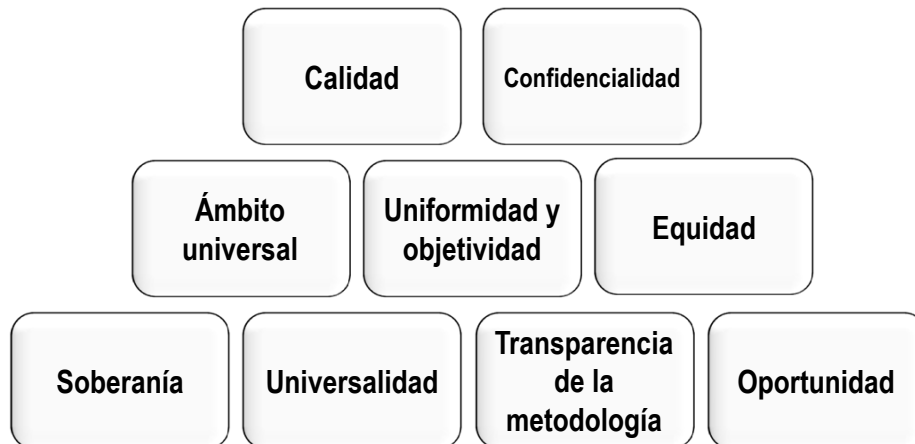 Calidad
Confidencialidad
Ámbito
universal
Uniformidad y
objetividad
Equidad
Soberanía
Universalidad
Transparencia
de la
metodología
Oportunidad